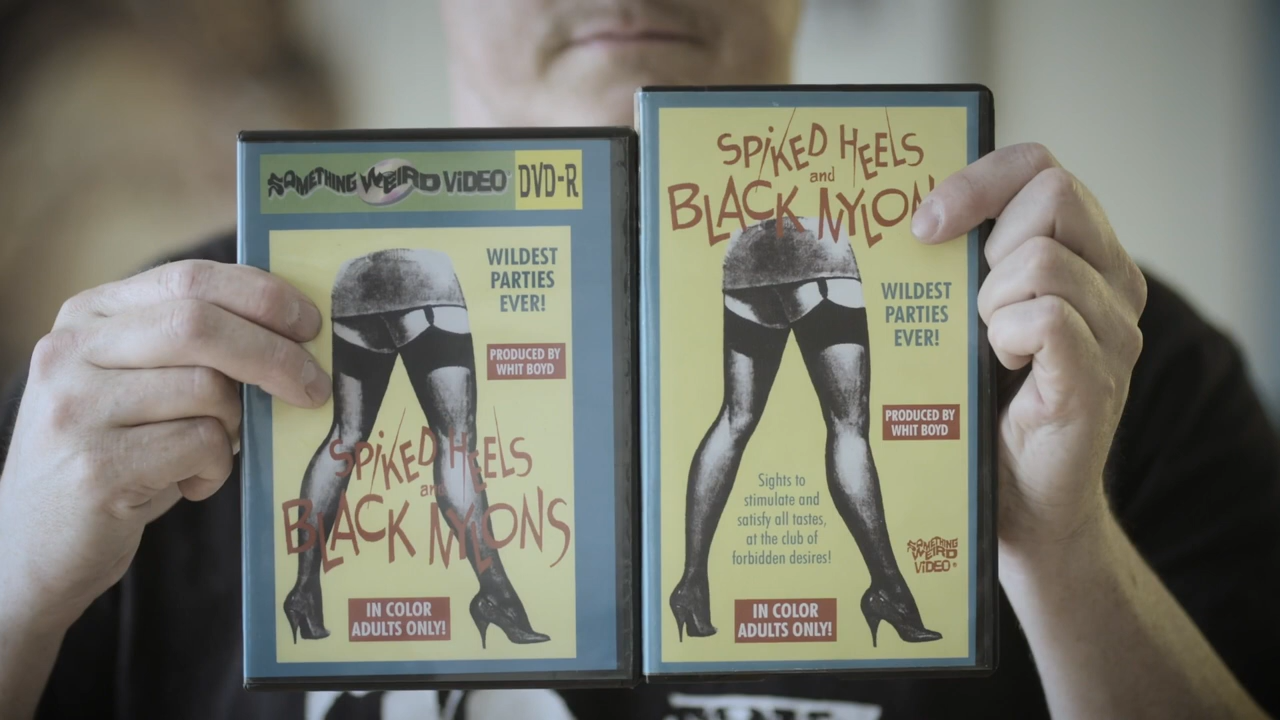 SOMETHING WEIRD VIDEO
DVD-R
WILDEST
PARTIES
EVER!
PRODUCED BY
WHIT BOYD
SPIKED HEELS
and
BLACK NYLONS
IN COLOR
ADULTS ONLY!
SPIKED HEELS
and
BLACK NYLON
WILDEST
PARTIES
EVER!
PRODUCED BY
WHIT BOYD
Sights to
stimulate and
satisfy all tastes,
at the club of
forbidden desires!
SOMETHING
WEIRD
VIDEO
IN COLOR
ADULTS ONLY!